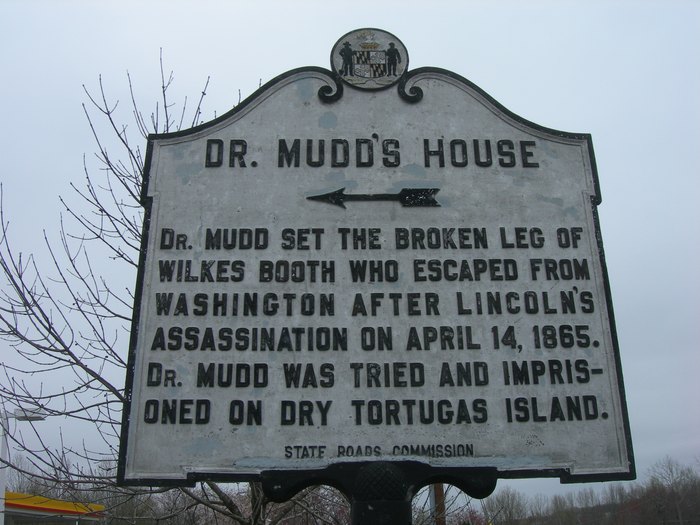 DR. MUDD'S HOUSE
DR. MUDD SET THE BROKEN LEG OF
WILKES BOOTH WHO ESCAPED FROM
WASHINGTON AFTER LINCOLN'S
ASSASSINATION ON APRIL 14, 1865.
DR. MUDD WAS TRIED AND IMPRIS-
ONED ON DRY TORTUGAS ISLAND.
STATE ROADS COMMISSION